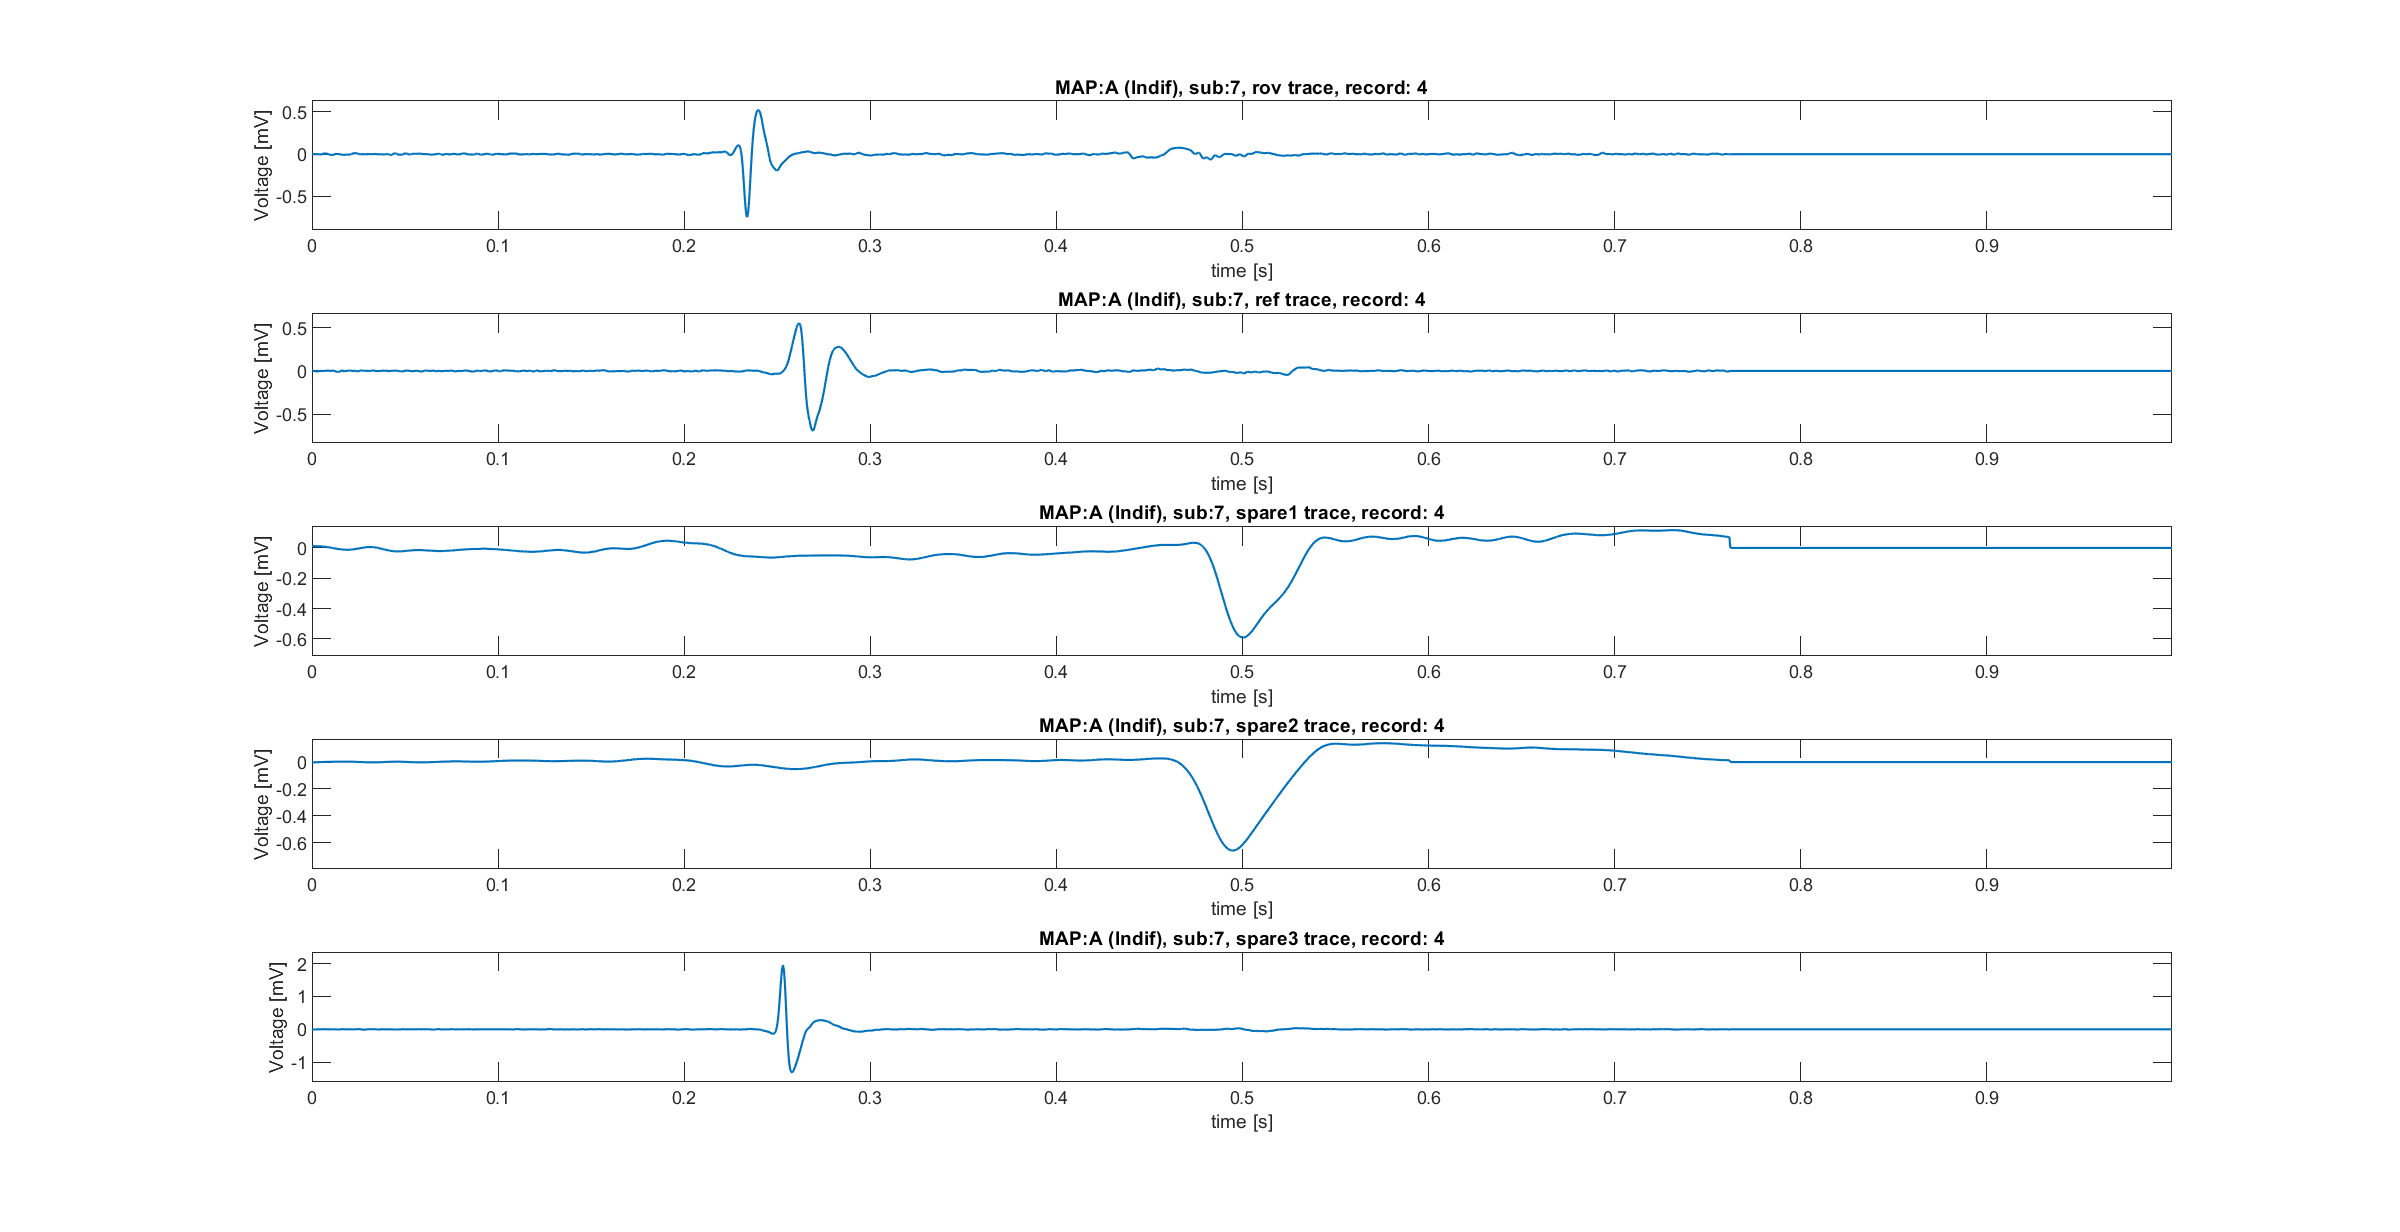 MAP:A (Indif), sub:7, rov trace, record: 4
Voltage [mV]
0.5
0
-0.5
0 0.1 0.2 0.3 0.4 0.5 0.6 0.7 0.8 0.9
time [s]
MAP:A (Indif), sub:7, ref trace, record: 4
Voltage [mV]
0.5
0
-0.5
0 0.1 0.2 0.3 0.4 0.5 0.6 0.7 0.8 0.9
time [s]
MAP:A (Indif), sub:7, spare1 trace, record: 4
Voltage [mV]
0
-0.2
-0.4
-0.6
0 0.1 0.2 0.3 0.4 0.5 0.6 0.7 0.8 0.9
time [s]
MAP:A (Indif), sub:7, spare2 trace, record: 4
Voltage [mV]
0
-0.2
-0.4
-0.6
0 0.1 0.2 0.3 0.4 0.5 0.6 0.7 0.8 0.9
time [s]
MAP:A (Indif), sub:7, spare3 trace, record: 4
Voltage [mV]
2
1
0
-1
0 0.1 0.2 0.3 0.4 0.5 0.6 0.7 0.8 0.9
time [s]